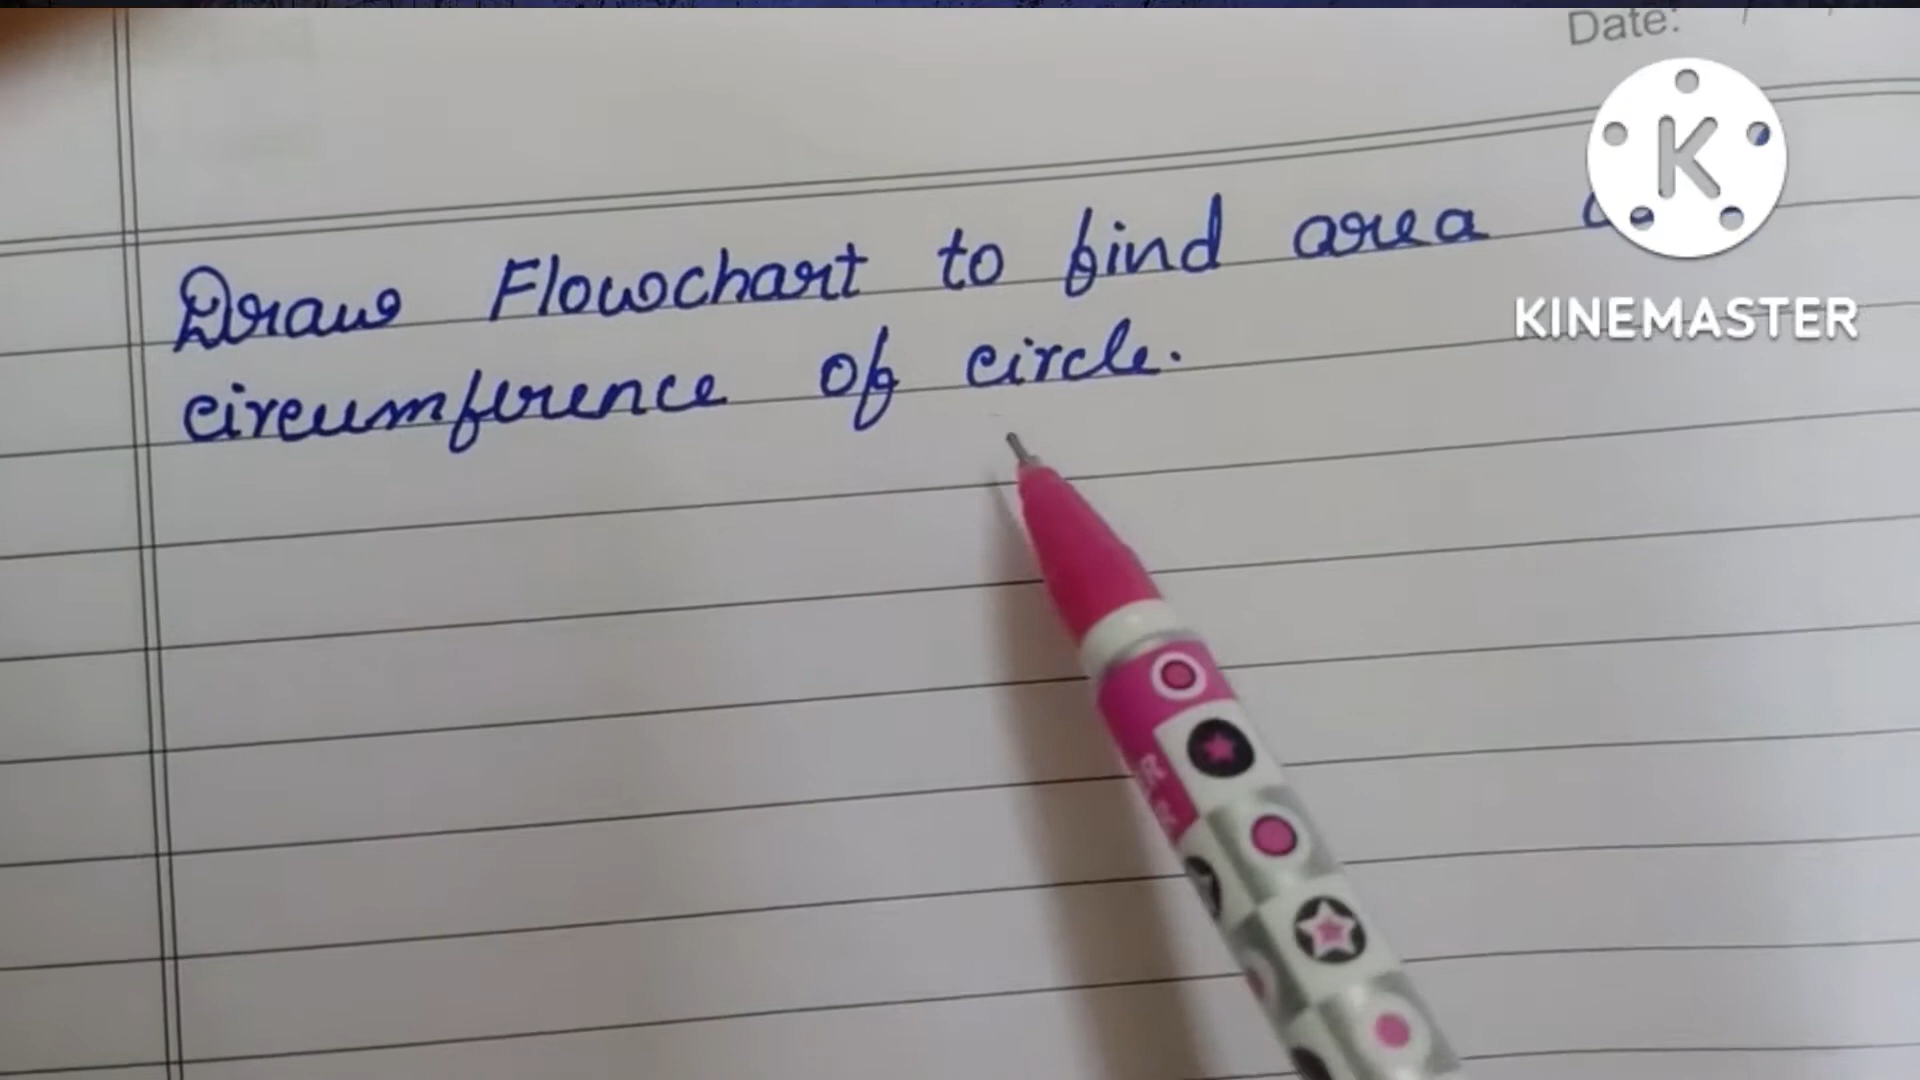 Date:
K
KINEMASTER
Draw Flowchart to find area
circumference of circle.